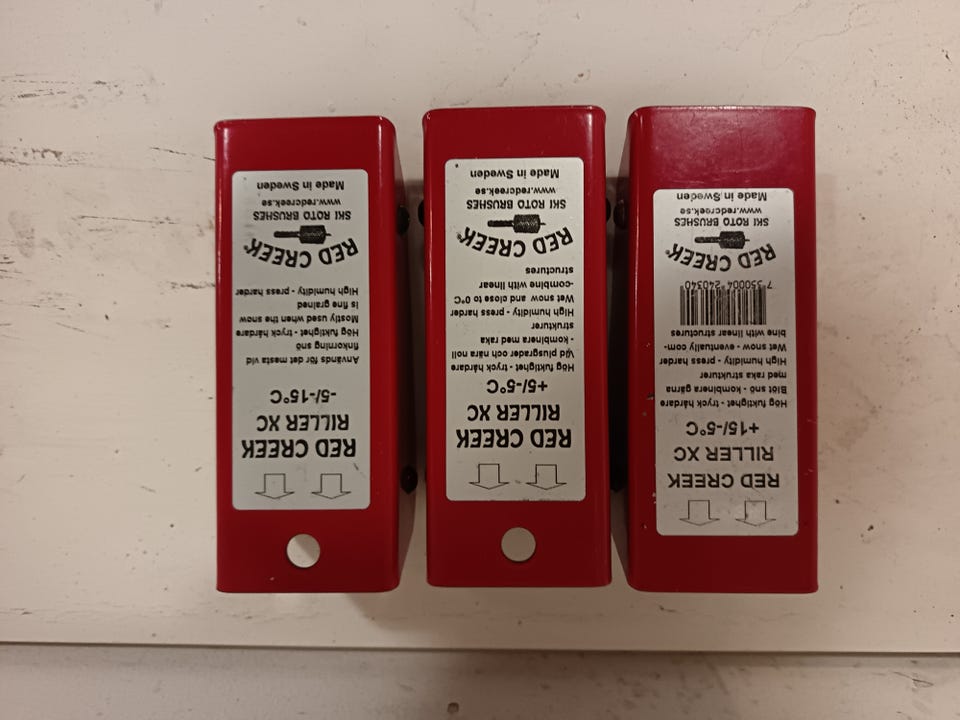 RED CREEK
RILLER XC
+15/-5°C
Hög fuktighet - tryck hårdare
Blöt snö - kombinera gärna
med raka strukturer
High humidity - press harder
Wet snow - eventually com-
bine with linear structures
7 350004 240340
RED CREEK
SKI ROTO BRUSHES
www.redcreek.se
Made in Sweden
RED CREEK
RILLER XC
+5/-5°C
Hög fuktighet - tryck hårdare
Vid plusgrader och nära noll
- kombinera med raka
strukturer
High humidity - press harder
Wet snow and close to 0°C
-combine with linear
structures
RED CREEK
SKI ROTO BRUSHES
www.redcreek.se
Made in Sweden
RED CREEK
RILLER XC
-5/-15°C
Används för det mesta vid
finkorning snö
Hög fuktighet - tryck hårdare
Mostly used when the snow
is fine grained
High humidity - press harder
RED CREEK
SKI ROTO BRUSHES
www.redcreek.se
Made in Sweden